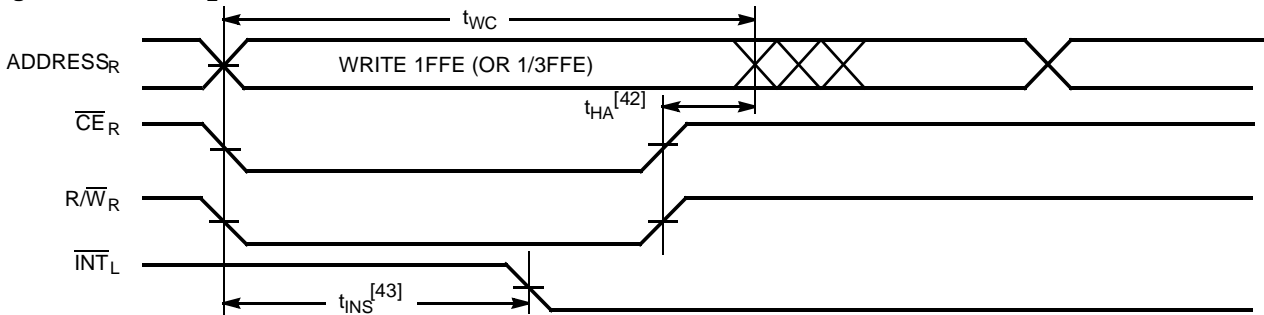 tWC
ADDRESSR
WRITE 1FFE (OR 1/3FFE)
tHA[42]
CER
R/WR
INTL
tINS[43]